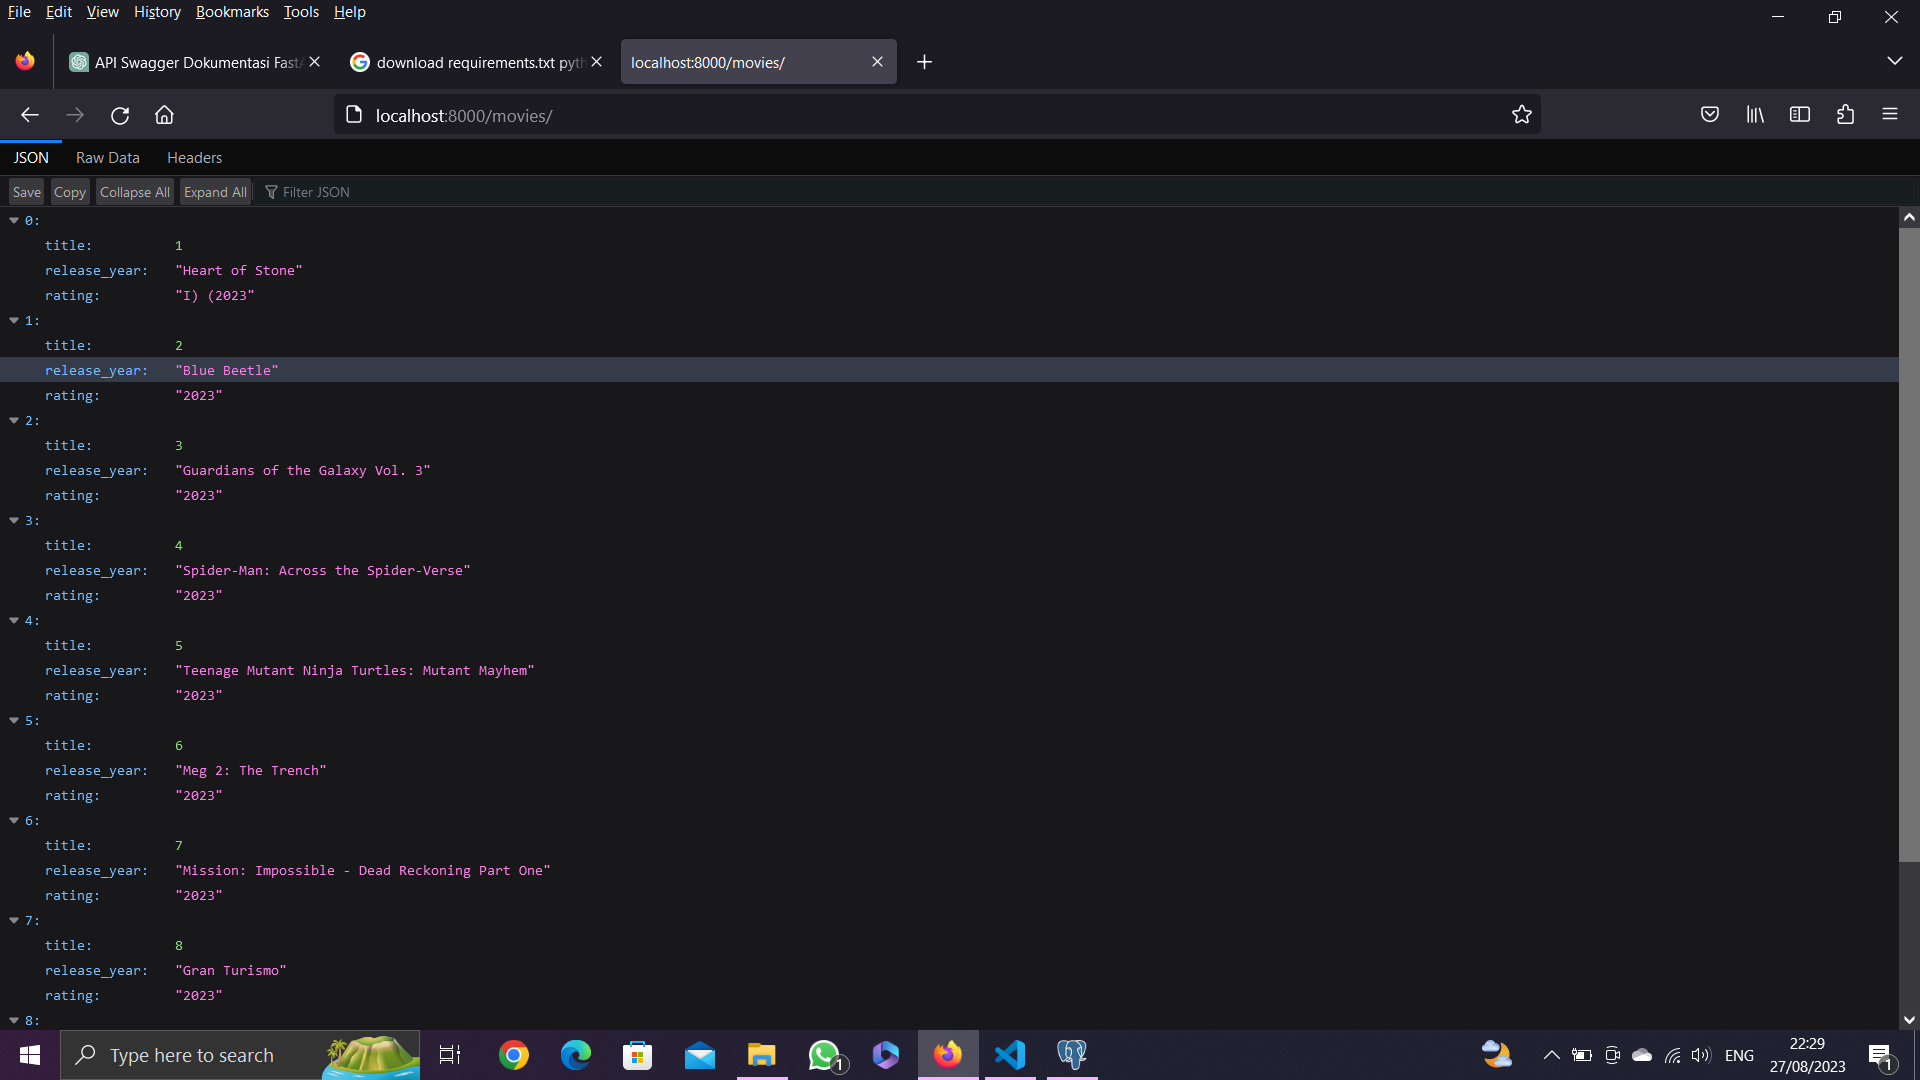 File Edit View History Bookmarks Tools Help
API Swagger Dokumentasi Fast
download requirements.txt pyth
localhost:8000/movies/
localhost:8000/movies/
JSON Raw Data Headers
Save Copy Collapse All Expand All Filter JSON
0:
title: 1
release_year: "Heart of Stone"
rating: "I) (2023"
1:
title: 2
release_year: "Blue Beetle"
rating: "2023"
2:
title: 3
release_year: "Guardians of the Galaxy Vol. 3"
rating: "2023"
3:
title: 4
release_year: "Spider-Man: Across the Spider-Verse"
rating: "2023"
4:
title: 5
release_year: "Teenage Mutant Ninja Turtles: Mutant Mayhem"
rating: "2023"
5:
title: 6
release_year: "Meg 2: The Trench"
rating: "2023"
6:
title: 7
release_year: "Mission: Impossible - Dead Reckoning Part One"
rating: "2023"
7:
title: 8
release_year: "Gran Turismo"
rating: "2023"
8:
Type here to search
1
ENG
22:29
27/08/2023
1